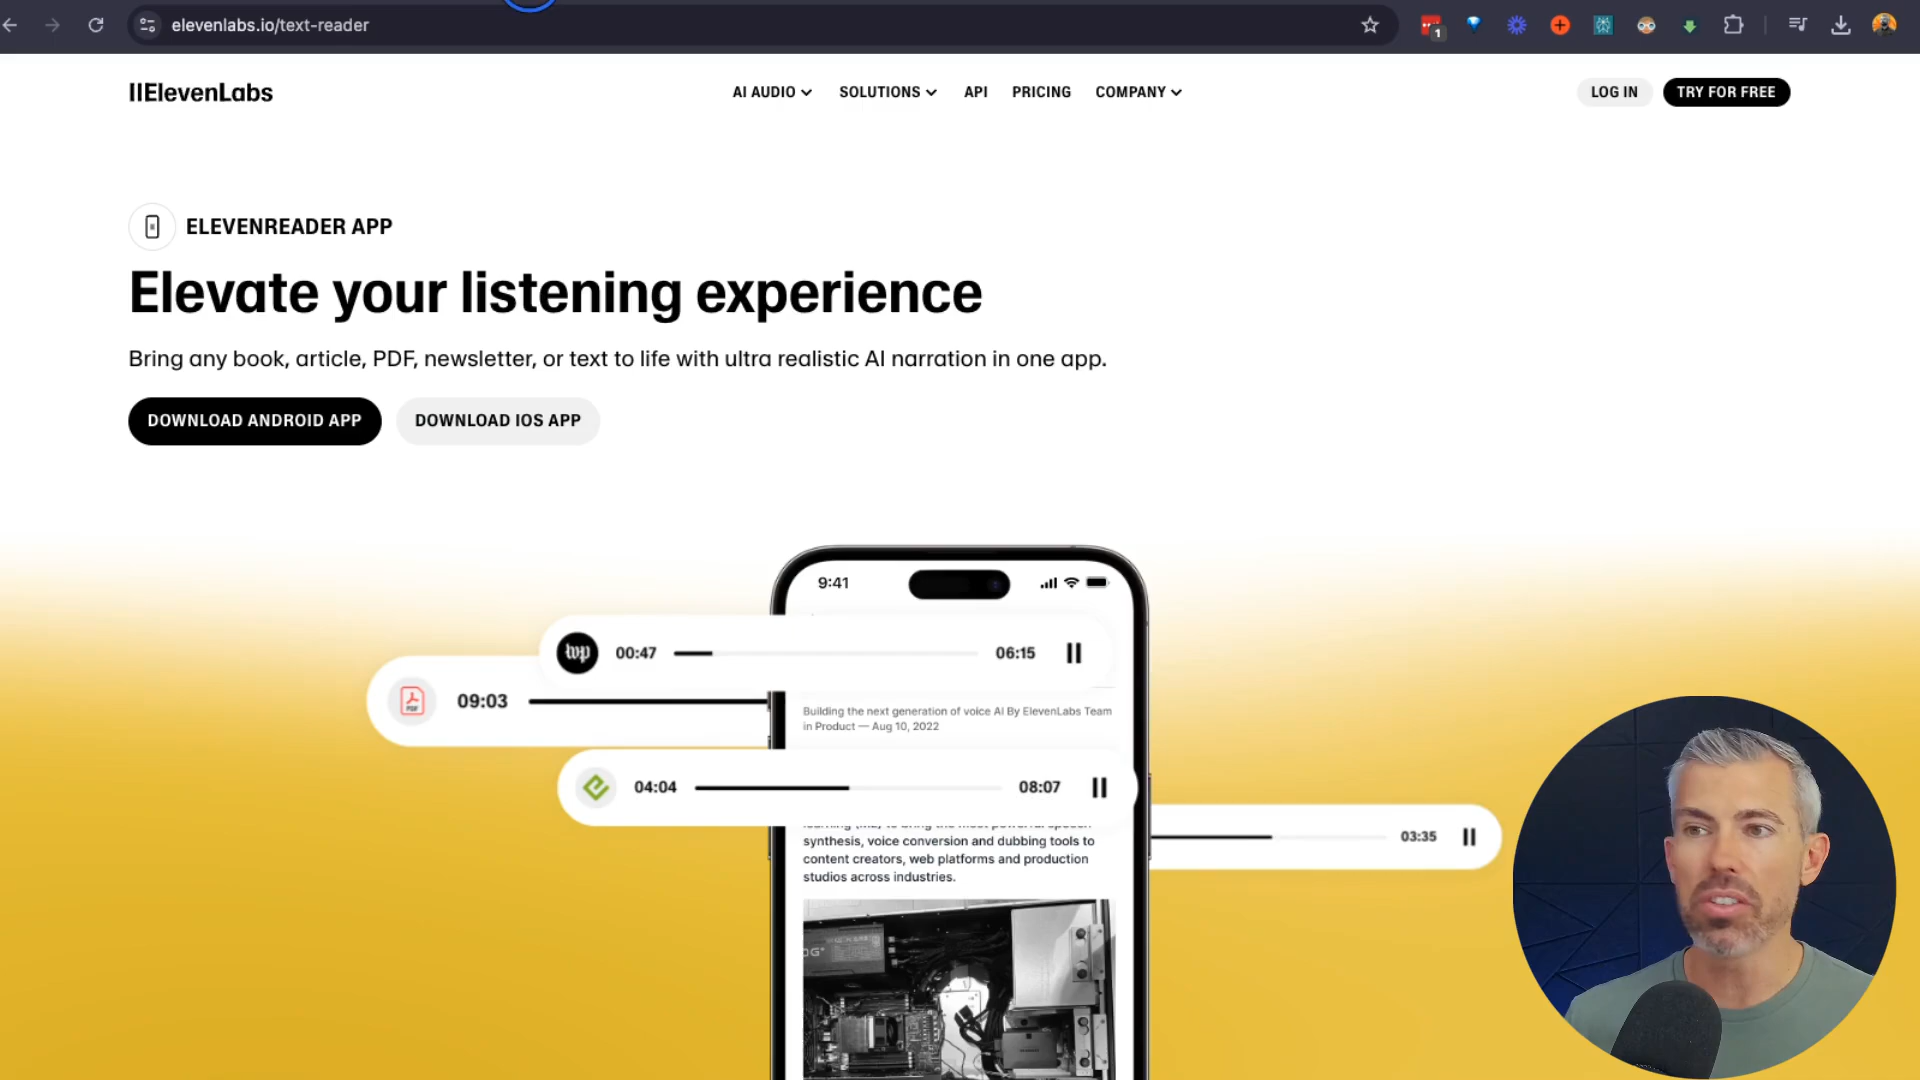 elevenlabs.io/text-reader
1
IIElevenLabs
AI AUDIO
SOLUTIONS
API
PRICING
COMPANY
LOG IN
TRY FOR FREE
ELEVENREADER APP
Elevate your listening experience
Bring any book, article, PDF, newsletter, or text to life with ultra realistic AI narration in one app.
DOWNLOAD ANDROID APP
DOWNLOAD IOS APP
9:41
wp
00:47
06:15
PDF
09:03
Building the next generation of voice AI By ElevenLabs Team
in Product — Aug 10, 2022
04:04
08:07
synthesis, voice conversion and dubbing tools to
content creators, web platforms and production
studios across industries.
03:35